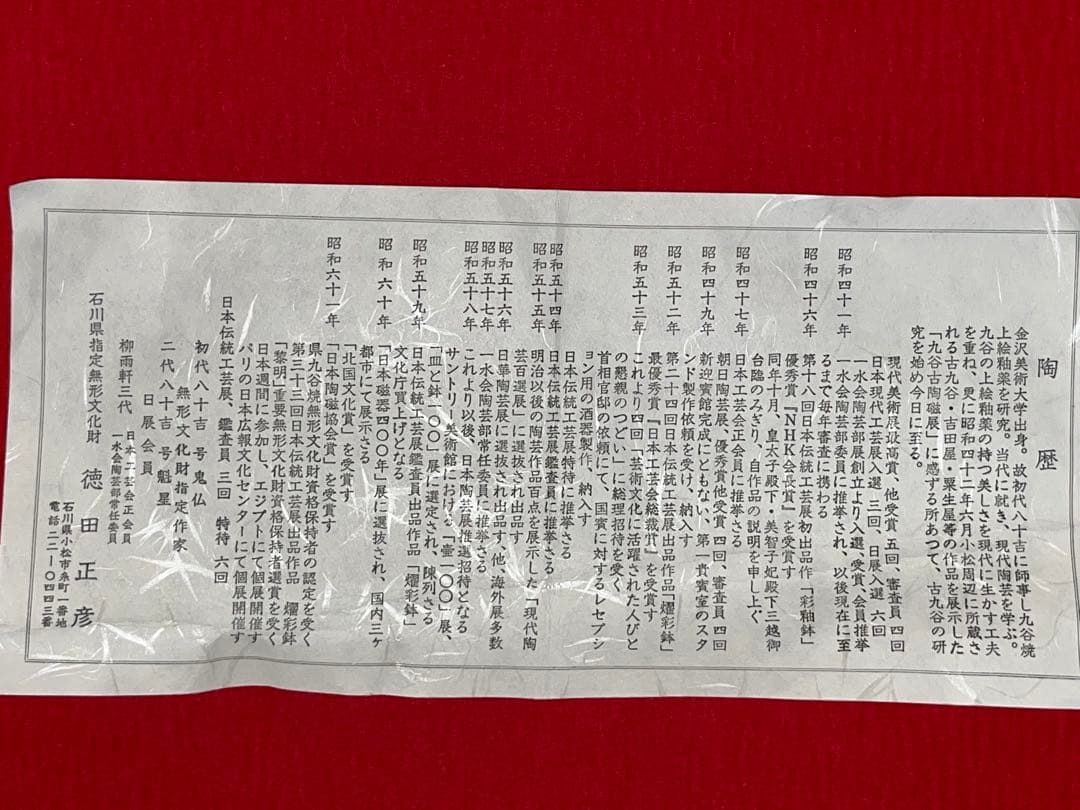 陶歴
金沢美術大学出身。故初代八十吉に師事し九谷焼
上絵釉薬を研究。当代に就き、現代陶芸を学ぶ。
九谷の上絵釉薬の持つ美しさを現代に生かす工夫
を重ね、更に昭和四十二年六月小松周辺に所蔵さ
れる古九谷・吉田屋・粟生屋等の作品を展示した
「九谷古陶磁展」に感ずる所あつて、古九谷の研
究を始め今日に至る。
現代美術展最高賞、他受賞 五回、審査員 四回
日本現代工芸展入選 三回、日展入選 六回
昭和四十一年 一水会陶芸部展創立より入選、受賞、会員推挙
一水会陶芸部委員に推挙され、以後現在に至
るまで毎年審査に携わる
昭和四十六年 第十八回日本伝統工芸展初出品作「彩釉鉢」
優秀賞『NHK会長賞』を受賞す
同年十月、皇太子殿下・美智子妃殿下三越御
台臨のみぎり、自作品の説明を申し上ぐ
昭和四十七年 日本工芸会正会員に推挙さる
朝日陶芸展、優秀賞他受賞 四回、審査員 四回
昭和四十九年 新迎賓館完成にともない、第一貴賓室のスタ
ンド製作依頼を受け、納入す
昭和五十二年 第二十四回日本伝統工芸展出品作品「燿彩鉢」
最優秀賞『日本工芸会総裁賞』を受賞す
昭和五十三年 これより四回「芸術文化に活躍された人びと
の懇親のつどい」に総理招待を受く
首相官邸の依頼にて、国賓に対するレセプシ
ョン用の酒器製作、納入す
昭和五十四年 日本伝統工芸展特待に推挙さる
日本伝統工芸展鑑査員に推挙さる
昭和五十五年 明治以後の陶芸作品百点を展示した「現代陶
芸百選展」に選抜され出品す
昭和五十六年 日華陶芸展に選抜され出品す、他、海外展多数
昭和五十七年 一水会陶芸部常任委員に推挙さる
昭和五十八年 これより以後、日本陶芸展推選招待となる
サントリー美術館における「壷一〇〇」展、
「皿と鉢一〇〇」展に選定され、陳列さる
昭和五十九年 日本伝統工芸展鑑査員出品作品「燿彩鉢」
文化庁買上げとなる
昭和六十年 「日本磁器四〇〇年」展に選抜され、国内三ヶ
都市にて展示さる
「北国文化賞」を受賞す
昭和六十一年 「日本陶磁協会賞」を受賞す
県九谷焼無形文化財資格保持者の認定を受く
第三十三回日本伝統工芸展出品作品 燿彩鉢
「黎明」重要無形文化財資格保持者選賞を受く
日本週間に参加し、エジプトにて個展開催す
パリの日本広報文化センターにて個展開催す
日本伝統工芸展、鑑査員 三回 特待 六回
初代八十吉 号鬼仏
無形文化財指定作家
二代八十吉 号魁星
日展会員
柳雨軒三代 日本工芸会正会員
一水会陶芸部常任委員
石川県指定無形文化財 徳田正彦
石川県小松市糸町一番地
電話二二-〇四四三番